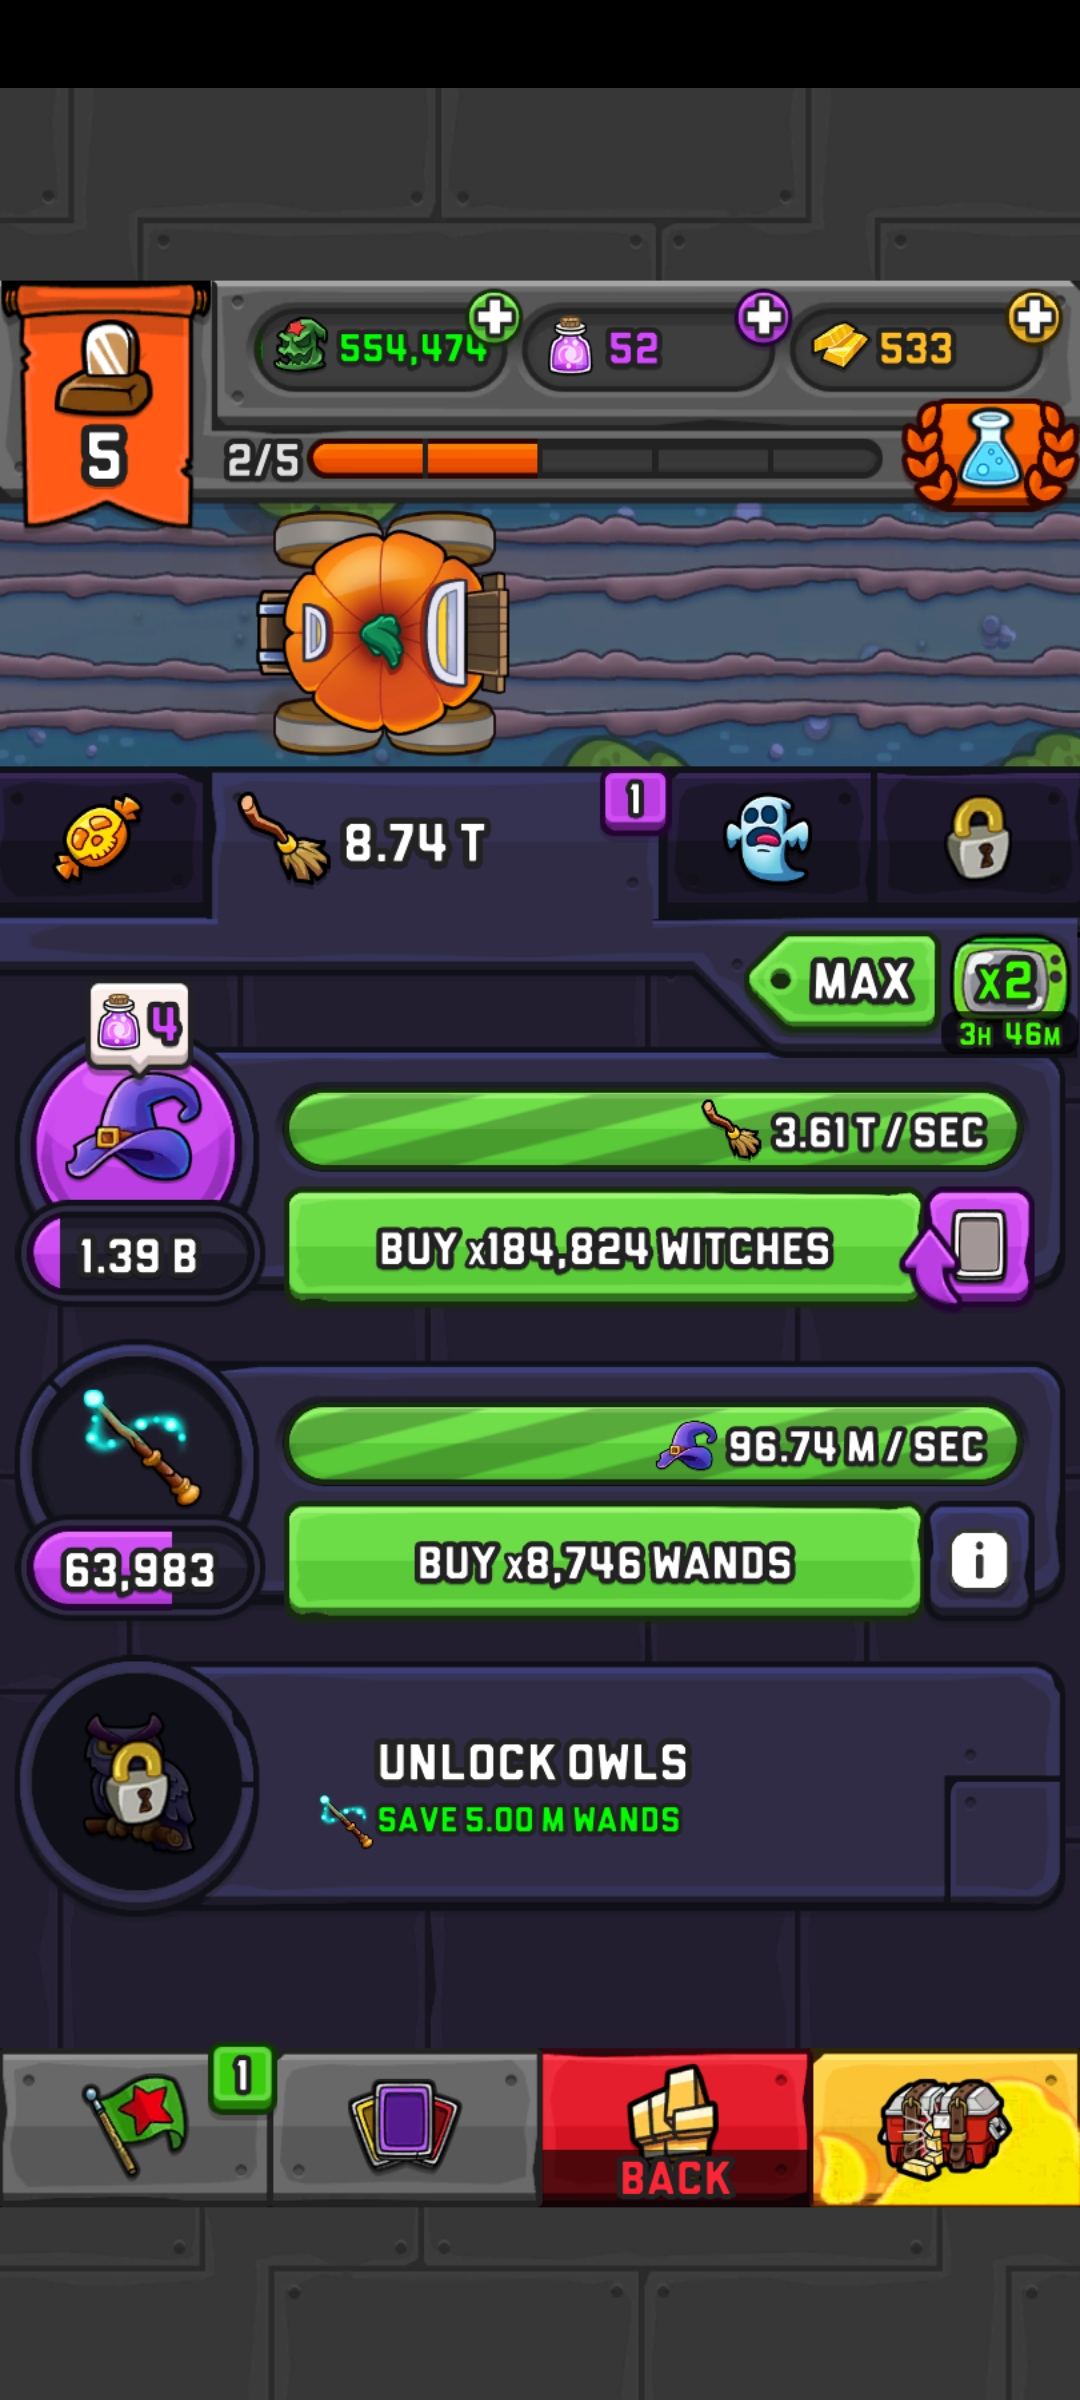 554,474
52
533
5
2/5
8.74 T
1
MAX
x2
3H 46M
4
3.61 T / SEC
1.39 B
BUY x184,824 WITCHES
96.74 M / SEC
63,983
BUY x8,746 WANDS
i
UNLOCK OWLS
SAVE 5.00 M WANDS
1
BACK